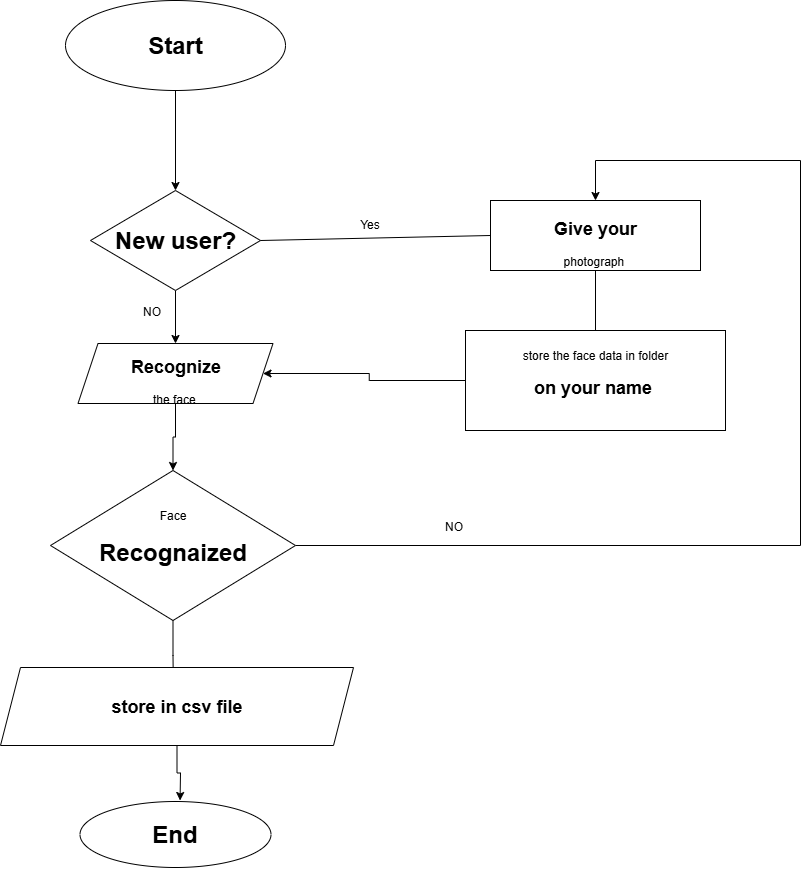 Start
New user?
Yes
Give your
photograph
NO
Recognize
the face
store the face data in folder
on your name
Face
Recognaized
NO
store in csv file
End